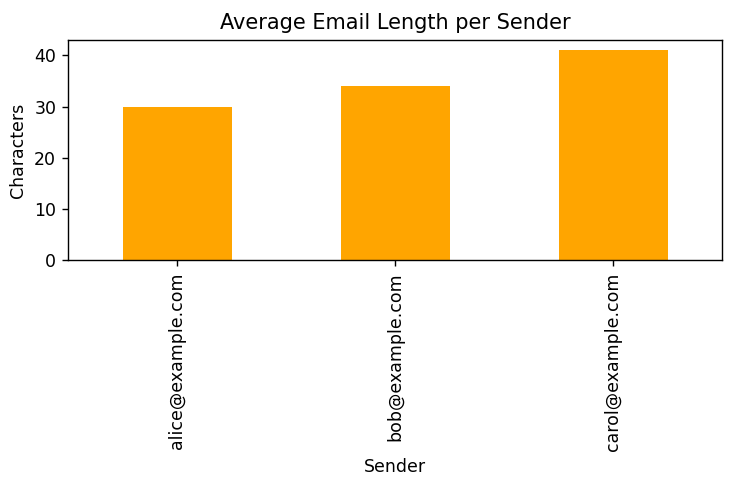 Average Email Length per Sender
Characters
40
30
20
10
0
alice@example.com
bob@example.com
carol@example.com
Sender